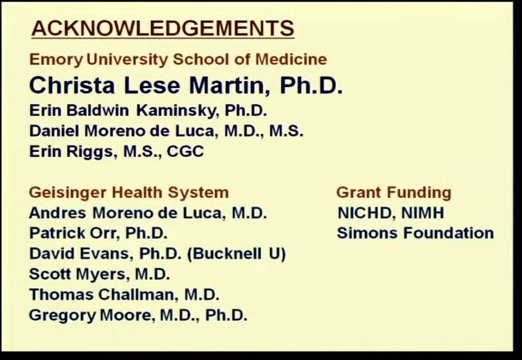 ACKNOWLEDGEMENTS
Emory University School of Medicine
Christa Lese Martin, Ph.D.
Erin Baldwin Kaminsky, Ph.D.
Daniel Moreno de Luca, M.D., M.S.
Erin Riggs, M.S., CGC
Geisinger Health System
Andres Moreno de Luca, M.D.
Patrick Orr, Ph.D.
David Evans, Ph.D. (Bucknell U)
Scott Myers, M.D.
Thomas Challman, M.D.
Gregory Moore, M.D., Ph.D.
Grant Funding
NICHD, NIMH
Simons Foundation